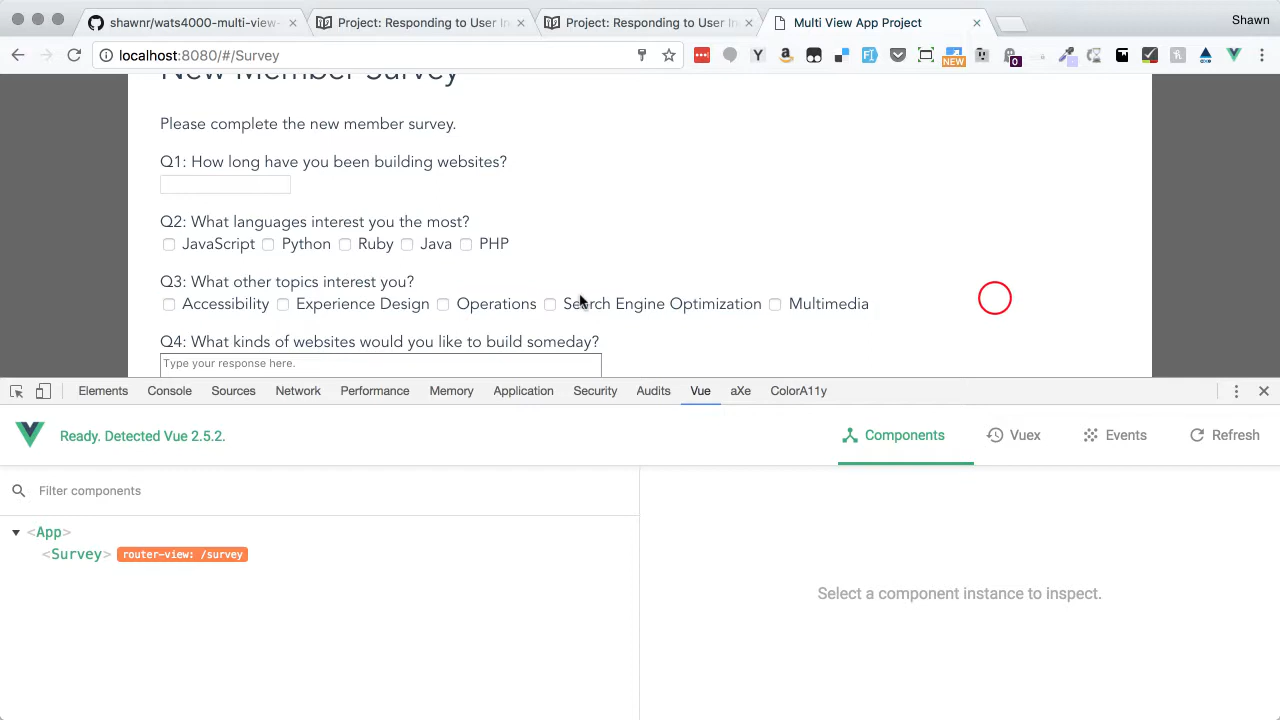 shawnr/wats4000-multi-view-
Project: Responding to User In
Project: Responding to User In
Multi View App Project
Shawn
localhost:8080/#/Survey
NEW
0
New Member Survey
Please complete the new member survey.
Q1: How long have you been building websites?
Q2: What languages interest you the most?
JavaScript Python Ruby Java PHP
Q3: What other topics interest you?
Accessibility Experience Design Operations Search Engine Optimization Multimedia
Q4: What kinds of websites would you like to build someday?
Type your response here.
Elements Console Sources Network Performance Memory Application Security Audits Vue aXe ColorA11y
Ready. Detected Vue 2.5.2.
Components Vuex Events Refresh
Filter components
<App>
<Survey> router-view: /survey
Select a component instance to inspect.